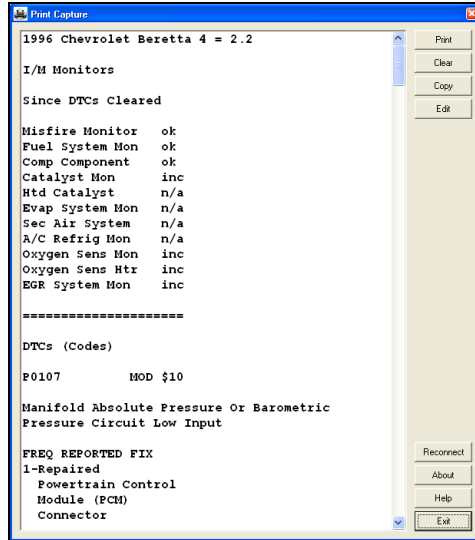 Print Capture
1996 Chevrolet Beretta 4 = 2.2
I/M Monitors
Since DTCs Cleared
Misfire Monitor ok
Fuel System Mon ok
Comp Component ok
Catalyst Mon inc
Htd Catalyst n/a
Evap System Mon n/a
Sec Air System n/a
A/C Refrig Mon n/a
Oxygen Sens Mon inc
Oxygen Sens Htr inc
EGR System Mon inc
=====================
DTCs (Codes)
P0107 MOD $10
Manifold Absolute Pressure Or Barometric
Pressure Circuit Low Input
FREQ REPORTED FIX
1-Repaired
Powertrain Control
Module (PCM)
Connector
Print
Clear
Copy
Edit
Reconnect
About
Help
Exit